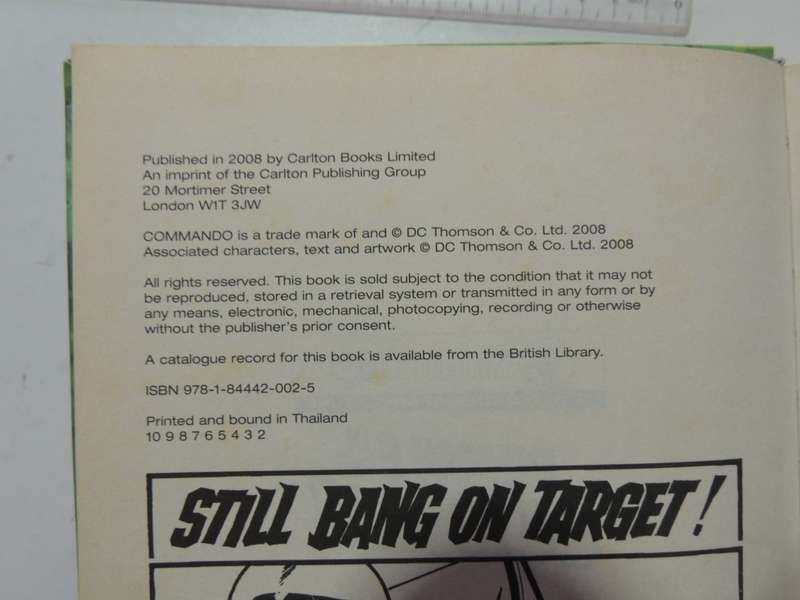 Published in 2008 by Carlton Books Limited
An imprint of the Carlton Publishing Group
20 Mortimer Street
London W1T 3JW
COMMANDO is a trade mark of and © DC Thomson & Co. Ltd. 2008
Associated characters, text and artwork © DC Thomson & Co. Ltd. 2008
All rights reserved. This book is sold subject to the condition that it may not
be reproduced, stored in a retrieval system or transmitted in any form or by
any means, electronic, mechanical, photocopying, recording or otherwise
without the publisher's prior consent.
A catalogue record for this book is available from the British Library.
ISBN 978-1-84442-002-5
Printed and bound in Thailand
10 9 8 7 6 5 4 3 2
STILL BANG ON TARGET!